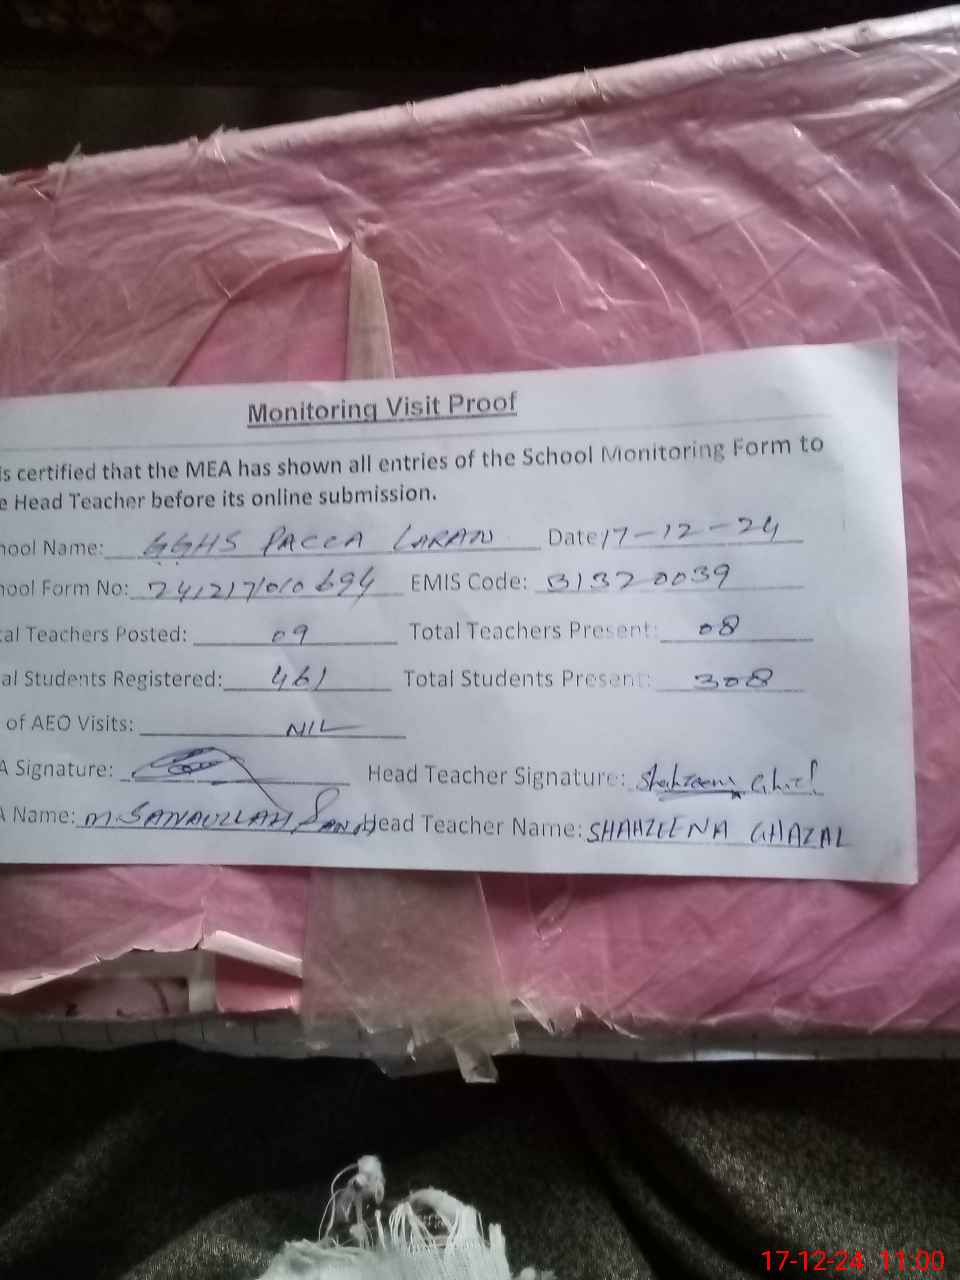 Monitoring Visit Proof
is certified that the MEA has shown all entries of the School Monitoring Form to
e Head Teacher before its online submission.
hool Name: GGHS PACCA LARAN Date 17-12-24
hool Form No: 241217010694 EMIS Code: 31320039
tal Teachers Posted: 09 Total Teachers Present: 08
al Students Registered: 461 Total Students Present: 308
of AEO Visits: NIL
A Signature: Head Teacher Signature: Shahzeena Ghazal
A Name: M. SANAULLAH SANA Head Teacher Name: SHAHZEENA GHAZAL
17-12-24 11:00